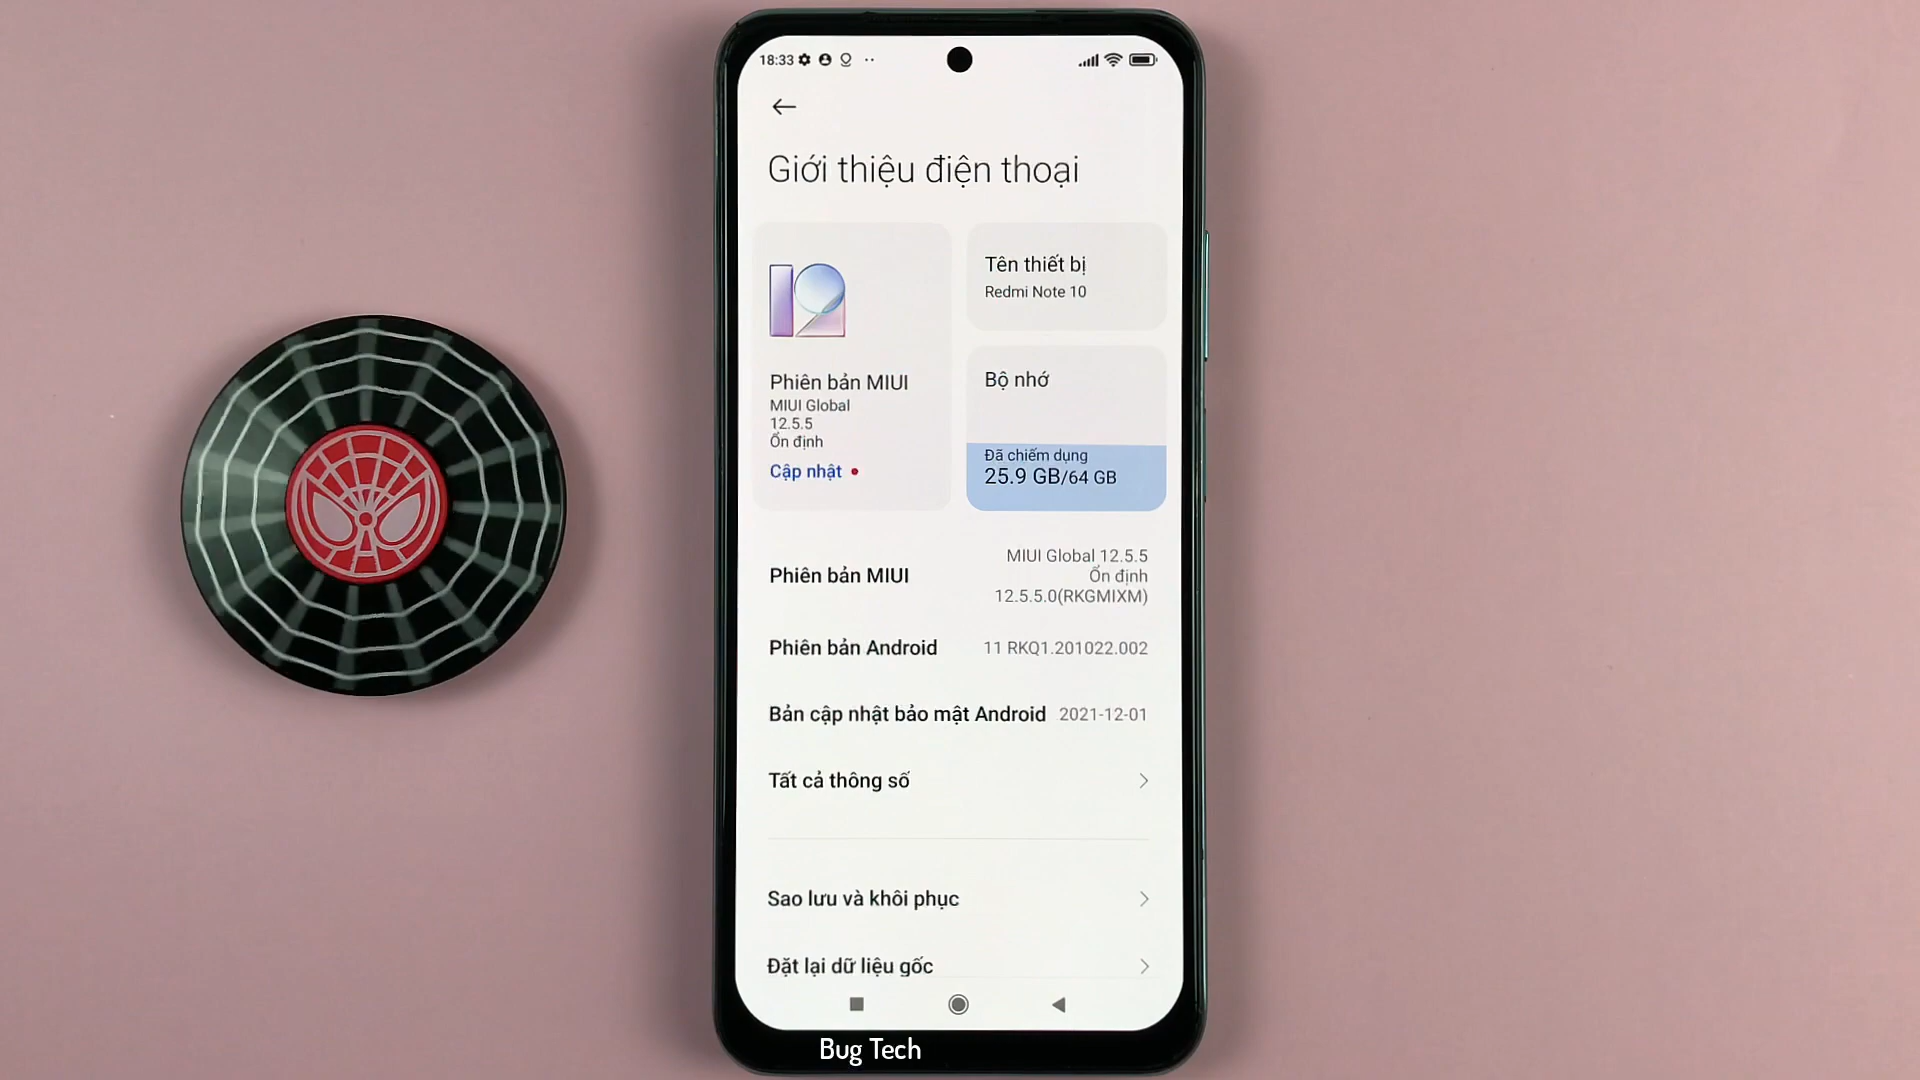 18:33
Giới thiệu điện thoại
Phiên bản MIUI
MIUI Global
12.5.5
Ổn định
Cập nhật
Tên thiết bị
Redmi Note 10
Bộ nhớ
Đã chiếm dụng
25.9 GB/64 GB
Phiên bản MIUI
MIUI Global 12.5.5
Ổn định
12.5.5.0(RKGMIXM)
Phiên bản Android 11 RKQ1.201022.002
Bản cập nhật bảo mật Android 2021-12-01
Tất cả thông số
Sao lưu và khôi phục
Đặt lại dữ liệu gốc
Bug Tech